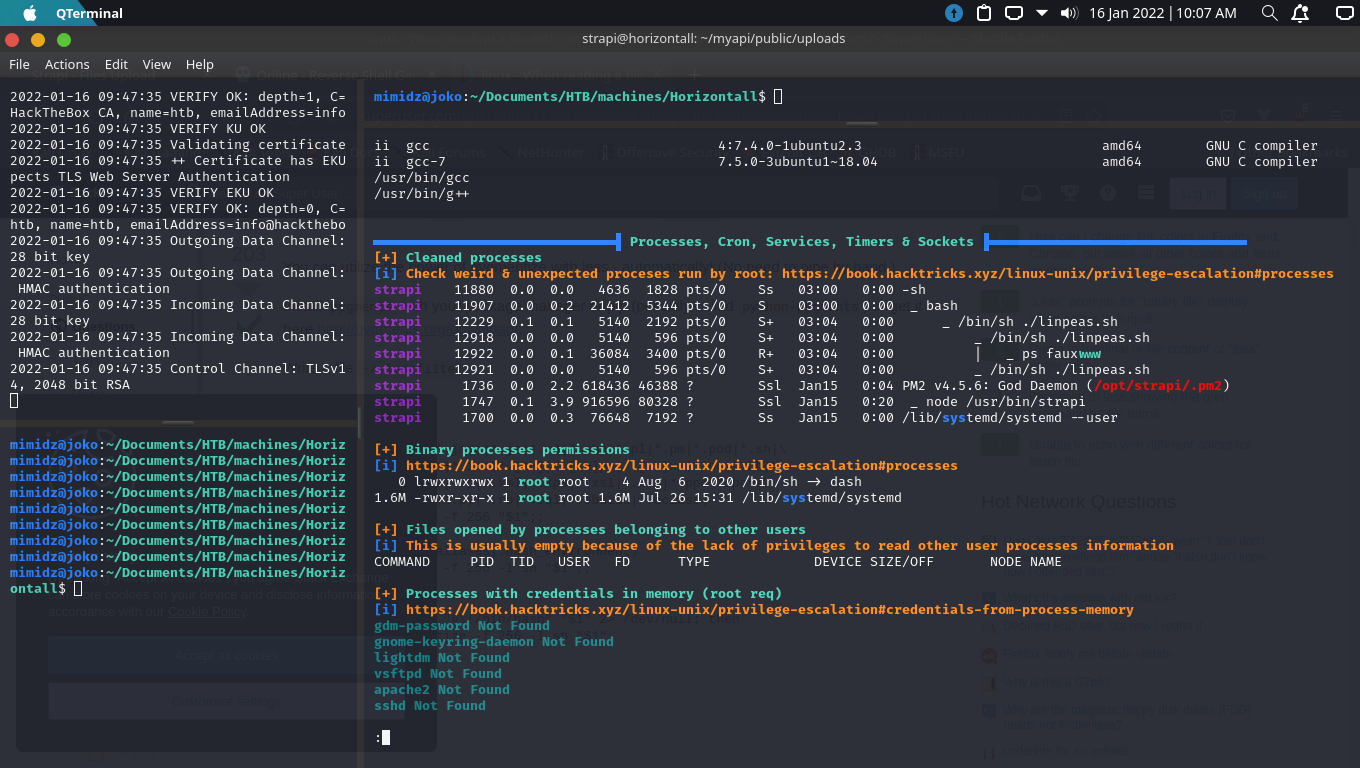 QTerminal
16 Jan 2022 | 10:07 AM
strapi@horizontall: ~/myapi/public/uploads
File Actions Edit View Help
2022-01-16 09:47:35 VERIFY OK: depth=1, C=
HackTheBox CA, name=htb, emailAddress=info
2022-01-16 09:47:35 VERIFY KU OK
2022-01-16 09:47:35 Validating certificate
2022-01-16 09:47:35 ++ Certificate has EKU
pects TLS Web Server Authentication
2022-01-16 09:47:35 VERIFY EKU OK
2022-01-16 09:47:35 VERIFY OK: depth=0, C=
htb, name=htb, emailAddress=info@hackthebo
2022-01-16 09:47:35 Outgoing Data Channel:
28 bit key
2022-01-16 09:47:35 Outgoing Data Channel:
HMAC authentication
2022-01-16 09:47:35 Incoming Data Channel:
28 bit key
2022-01-16 09:47:35 Incoming Data Channel:
HMAC authentication
2022-01-16 09:47:35 Control Channel: TLSv1
4, 2048 bit RSA
mimidz@joko:~/Documents/HTB/machines/Horiz
mimidz@joko:~/Documents/HTB/machines/Horiz
mimidz@joko:~/Documents/HTB/machines/Horiz
mimidz@joko:~/Documents/HTB/machines/Horiz
mimidz@joko:~/Documents/HTB/machines/Horiz
mimidz@joko:~/Documents/HTB/machines/Horiz
mimidz@joko:~/Documents/HTB/machines/Horiz
mimidz@joko:~/Documents/HTB/machines/Horiz
mimidz@joko:~/Documents/HTB/machines/Horiz
ontall$
mimidz@joko:~/Documents/HTB/machines/Horizontall$
ii gcc 4:7.4.0-1ubuntu2.3 amd64 GNU C compiler
ii gcc-7 7.5.0-3ubuntu1~18.04 amd64 GNU C compiler
/usr/bin/gcc
/usr/bin/g++
Processes, Cron, Services, Timers & Sockets
[+] Cleaned processes
[i] Check weird & unexpected proceses run by root: https://book.hacktricks.xyz/linux-unix/privilege-escalation#processes
strapi 11880 0.0 0.0 4636 1828 pts/0 Ss 03:00 0:00 -sh
strapi 11907 0.0 0.2 21412 5344 pts/0 S 03:00 0:00 _ bash
strapi 12229 0.1 0.1 5140 2192 pts/0 S+ 03:04 0:00 _ /bin/sh ./linpeas.sh
strapi 12918 0.0 0.0 5140 596 pts/0 S+ 03:04 0:00 _ /bin/sh ./linpeas.sh
strapi 12922 0.0 0.1 36084 3400 pts/0 R+ 03:04 0:00 | _ ps fauxwww
strapi 12921 0.0 0.0 5140 596 pts/0 S+ 03:04 0:00 _ /bin/sh ./linpeas.sh
strapi 1736 0.0 2.2 618436 46388 ? Ssl Jan15 0:04 PM2 v4.5.6: God Daemon (/opt/strapi/.pm2)
strapi 1747 0.1 3.9 916596 80328 ? Ssl Jan15 0:20 _ node /usr/bin/strapi
strapi 1700 0.0 0.3 76648 7192 ? Ss Jan15 0:00 /lib/systemd/systemd --user
[+] Binary processes permissions
[i] https://book.hacktricks.xyz/linux-unix/privilege-escalation#processes
0 lrwxrwxrwx 1 root root 4 Aug 6 2020 /bin/sh -> dash
1.6M -rwxr-xr-x 1 root root 1.6M Jul 26 15:31 /lib/systemd/systemd
[+] Files opened by processes belonging to other users
[i] This is usually empty because of the lack of privileges to read other user processes information
COMMAND PID TID USER FD TYPE DEVICE SIZE/OFF NODE NAME
[+] Processes with credentials in memory (root req)
[i] https://book.hacktricks.xyz/linux-unix/privilege-escalation#credentials-from-process-memory
gdm-password Not Found
gnome-keyring-daemon Not Found
lightdm Not Found
vsftpd Not Found
apache2 Not Found
sshd Not Found
: